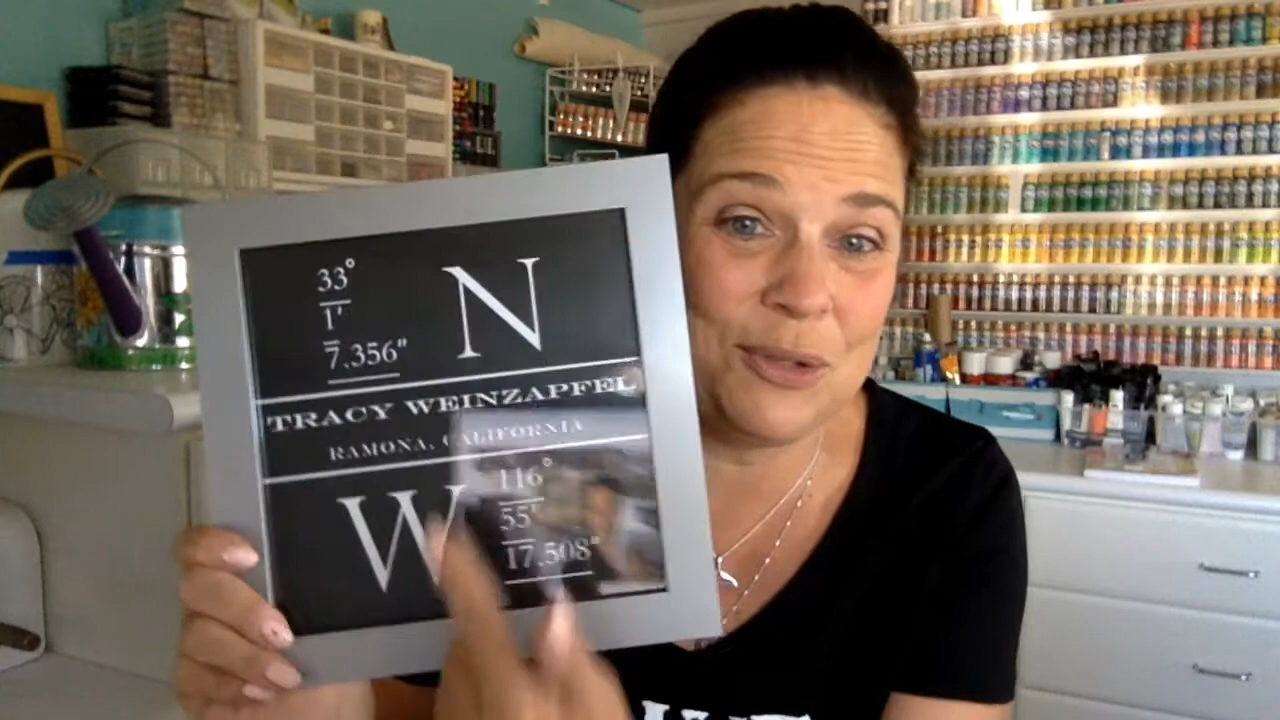 33°
1'
7.356"
N
TRACY WEINZAPFEL
RAMONA, CALIFORNIA
W
116°
55'
17.508"